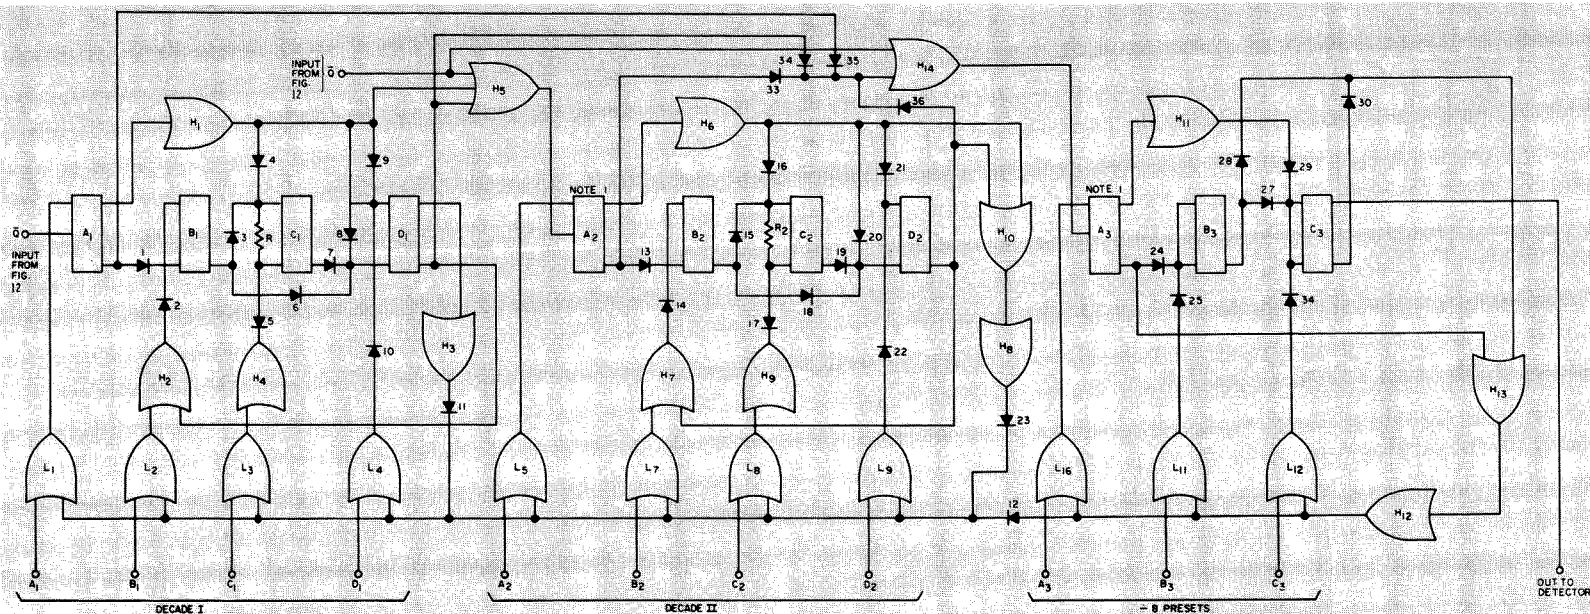 INPUT
FROM
FIG.
12
Q̄
34
35
H14
H5
33
36
30
H1
H6
H11
4
9
16
21
28
29
NOTE 1
NOTE 1
27
Q̄
INPUT
FROM
FIG.
12
A1
B1
3
R
C1
8
D1
A2
B2
15
R2
C2
20
D2
H10
A3
B3
C3
1
7
13
19
24
2
6
14
18
25
34
5
17
H3
H8
10
22
H2
H4
H7
H9
H13
11
23
L1
L2
L3
L4
L5
L7
L8
L9
L16
L11
L12
12
H12
A1
B1
C1
D1
A2
B2
C2
D2
A3
B3
C3
OUT TO
DETECTOR
DECADE I
DECADE II
– 8 PRESETS